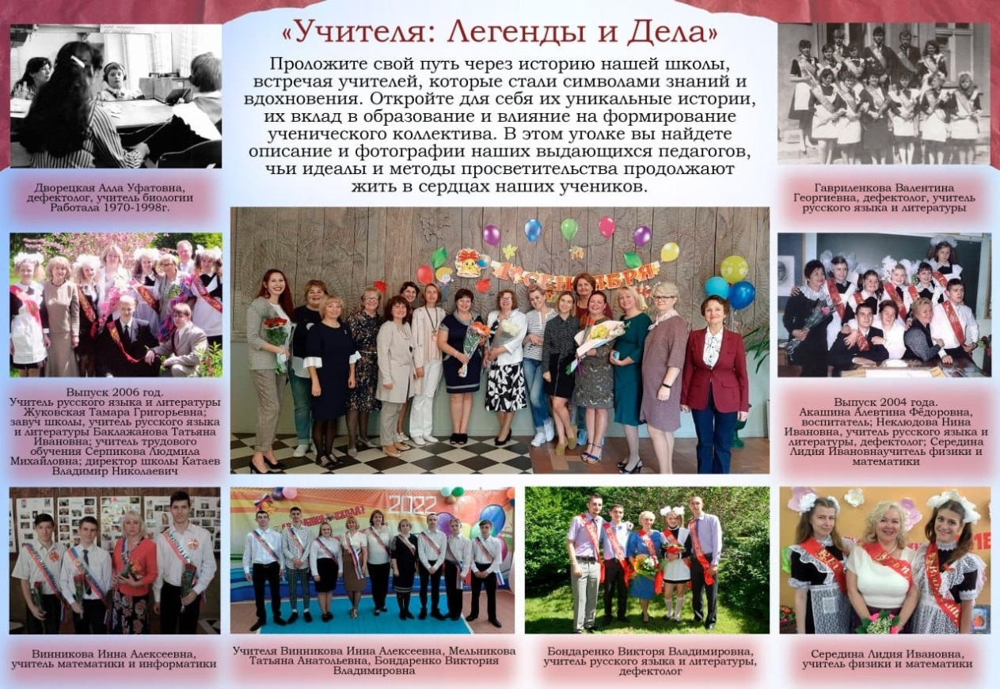 «Учителя: Легенды и Дела»
Проложите свой путь через историю нашей школы,
встречая учителей, которые стали символами знаний и
вдохновения. Откройте для себя их уникальные истории,
их вклад в образование и влияние на формирование
ученического коллектива. В этом уголке вы найдете
описание и фотографии наших выдающихся педагогов,
чьи идеалы и методы просветительства продолжают
жить в сердцах наших учеников.
Дворецкая Алла Уфатовна,
дефектолог, учитель биологии
Работала 1970-1998г.
Гавриленкова Валентина
Георгиевна, дефектолог, учитель
русского языка и литературы
1 СЕНТЯБРЯ
Выпуск 2006 год.
Учитель русского языка и литературы
Жуковская Тамара Григорьевна;
завуч школы, учитель русского языка
и литературы Баклажанова Татьяна
Ивановна; учитель трудового
обучения Серпикова Людмила
Михайловна; директор школы Катаев
Владимир Николаевич
Выпуск 2004 года.
Акашина Алевтина Фёдоровна,
воспитатель; Неклюдова Нина
Ивановна, учитель русского языка и
литературы, дефектолог; Середина
Лидия Ивановнаучитель физики и
математики
2022
Винникова Инна Алексеевна,
учитель математики и информатики
Учителя Винникова Инна Алексеевна, Мельникова
Татьяна Анатольевна, Бондаренко Виктория
Владимировна
Бондаренко Викторя Владимировна,
учитель русского языка и литературы,
дефектолог
Середина Лидия Ивановна,
учитель физики и математики